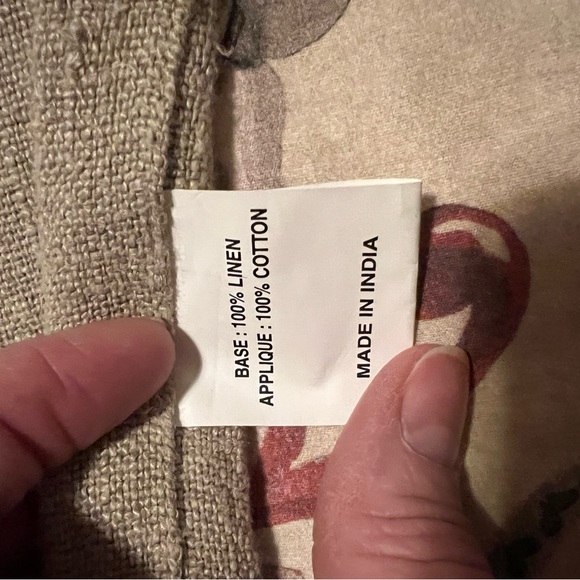 BASE : 100% LINEN
APPLIQUE : 100% COTTON
MADE IN INDIA